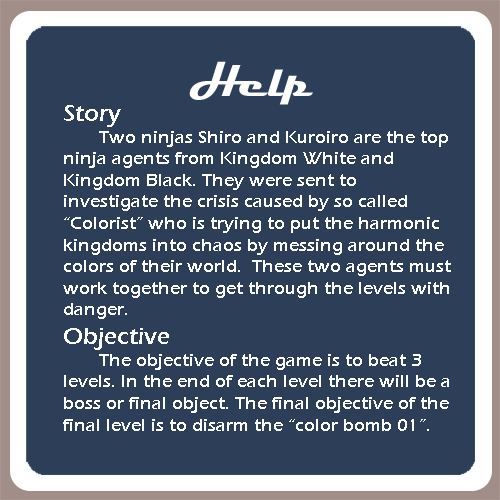 Help
Story
Two ninjas Shiro and Kuroiro are the top
ninja agents from Kingdom White and
Kingdom Black. They were sent to
investigate the crisis caused by so called
“Colorist” who is trying to put the harmonic
kingdoms into chaos by messing around the
colors of their world.  These two agents must
work together to get through the levels with
danger.
Objective
The objective of the game is to beat 3
levels. In the end of each level there will be a
boss or final object. The final objective of the
final level is to disarm the “color bomb 01”.